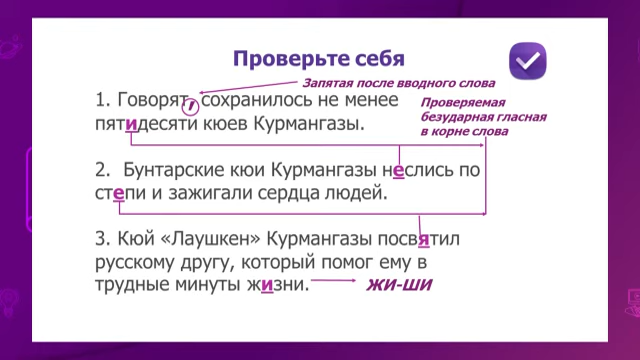 Проверьте себя
Запятая после вводного слова
1. Говорят, сохранилось не менее
пятидесяти кюев Курмангазы.
Проверяемая
безударная гласная
в корне слова
2. Бунтарские кюи Курмангазы неслись по
степи и зажигали сердца людей.
3. Кюй «Лаушкен» Курмангазы посвятил
русскому другу, который помог ему в
трудные минуты жизни.
ЖИ-ШИ